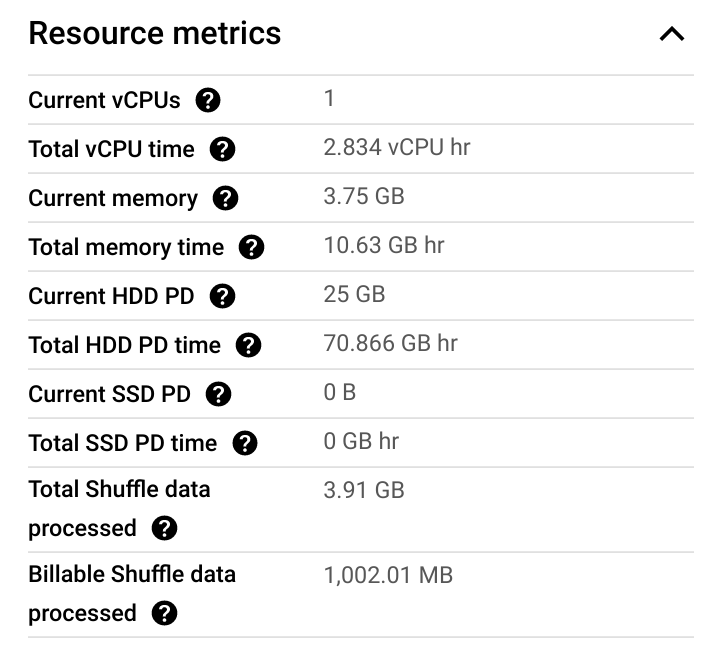 Resource metrics
Current vCPUs ? 1
Total vCPU time ? 2.834 vCPU hr
Current memory ? 3.75 GB
Total memory time ? 10.63 GB hr
Current HDD PD ? 25 GB
Total HDD PD time ? 70.866 GB hr
Current SSD PD ? 0 B
Total SSD PD time ? 0 GB hr
Total Shuffle data 3.91 GB
processed ?
Billable Shuffle data 1,002.01 MB
processed ?